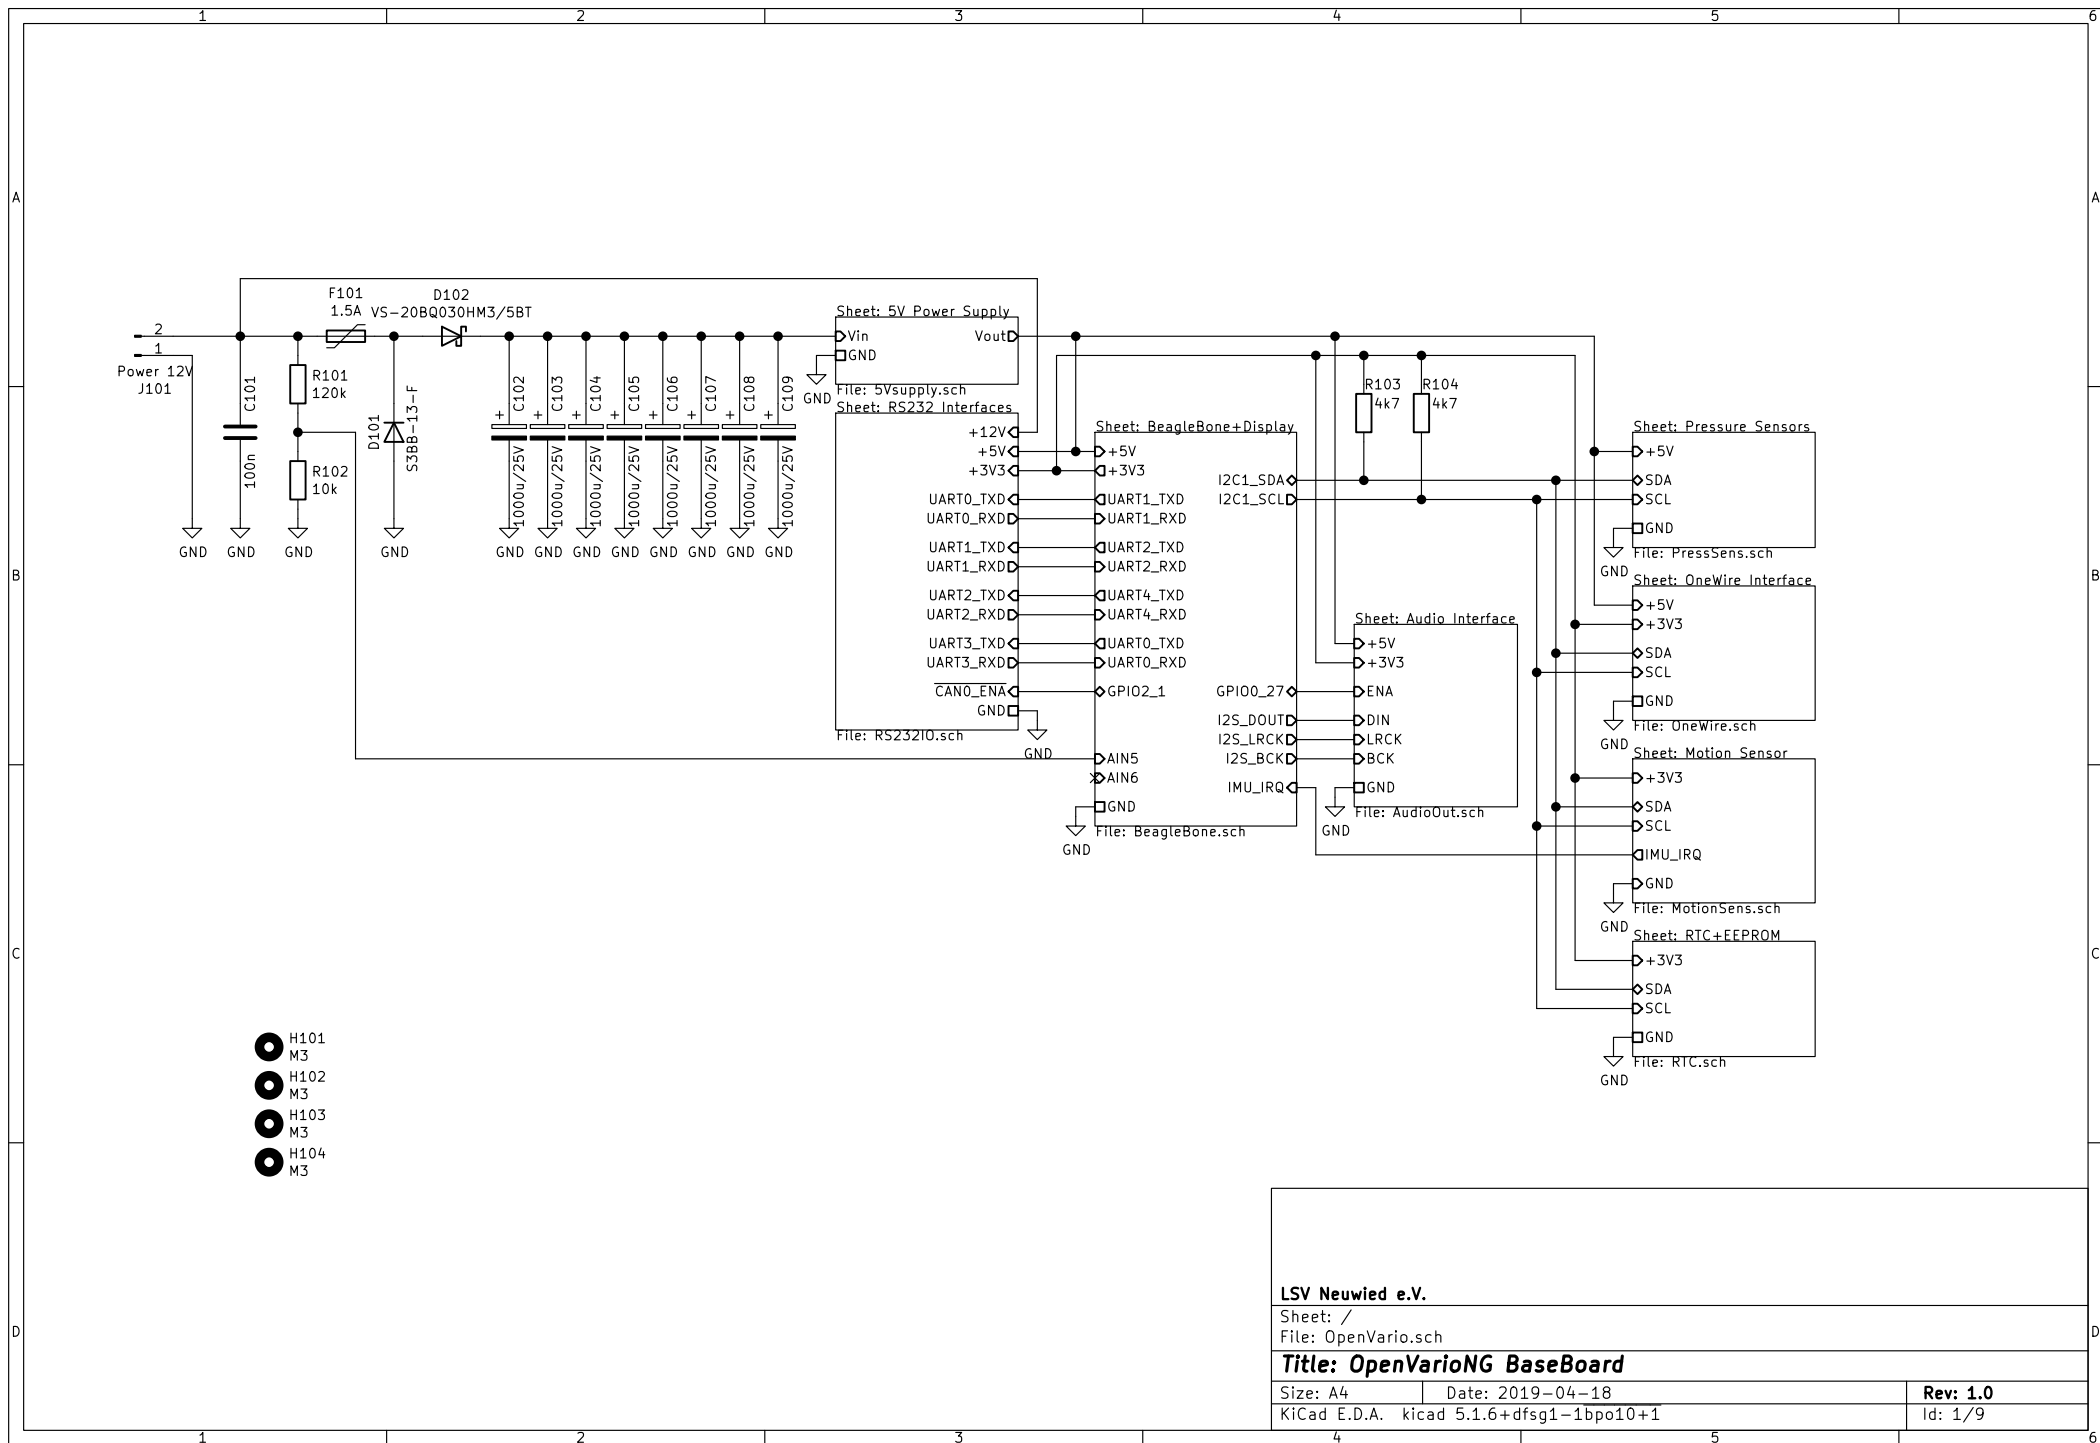 1 2 3 4 5 6
A A
B B
C C
D D
1 2 3 4 5 6
2
1
Power 12V
J101
C101
100n
GND
GND
R101
120k
R102
10k
GND
F101
1.5A
D101
S3BB-13-F
GND
D102
VS-20BQ030HM3/5BT
+ C102
1000u/25V
GND
+ C103
1000u/25V
GND
+ C104
1000u/25V
GND
+ C105
1000u/25V
GND
+ C106
1000u/25V
GND
+ C107
1000u/25V
GND
+ C108
1000u/25V
GND
+ C109
1000u/25V
GND
Sheet: 5V Power Supply
Vin Vout
GND
GND
File: 5Vsupply.sch
Sheet: RS232 Interfaces
+12V
+5V
+3V3
UART0_TXD
UART0_RXD
UART1_TXD
UART1_RXD
UART2_TXD
UART2_RXD
UART3_TXD
UART3_RXD
CAN0_ENA
GND
GND
File: RS232IO.sch
Sheet: BeagleBone+Display
+5V
+3V3
I2C1_SDA
UART1_TXD I2C1_SCL
UART1_RXD
UART2_TXD
UART2_RXD
UART4_TXD
UART4_RXD
UART0_TXD
UART0_RXD
GPIO2_1 GPIO0_27
I2S_DOUT
I2S_LRCK
AIN5 I2S_BCK
AIN6
IMU_IRQ
GND
GND
File: BeagleBone.sch
R103
4k7
R104
4k7
Sheet: Audio Interface
+5V
+3V3
ENA
DIN
LRCK
BCK
GND
GND
File: AudioOut.sch
Sheet: Pressure Sensors
+5V
SDA
SCL
GND
GND
File: PressSens.sch
Sheet: OneWire Interface
+5V
+3V3
SDA
SCL
GND
GND
File: OneWire.sch
Sheet: Motion Sensor
+3V3
SDA
SCL
IMU_IRQ
GND
GND
File: MotionSens.sch
Sheet: RTC+EEPROM
+3V3
SDA
SCL
GND
GND
File: RTC.sch
H101
M3
H102
M3
H103
M3
H104
M3
LSV Neuwied e.V.
Sheet: /
File: OpenVario.sch
Title: OpenVarioNG BaseBoard
Size: A4 Date: 2019-04-18 Rev: 1.0
KiCad E.D.A. kicad 5.1.6+dfsg1-1bpo10+1 Id: 1/9